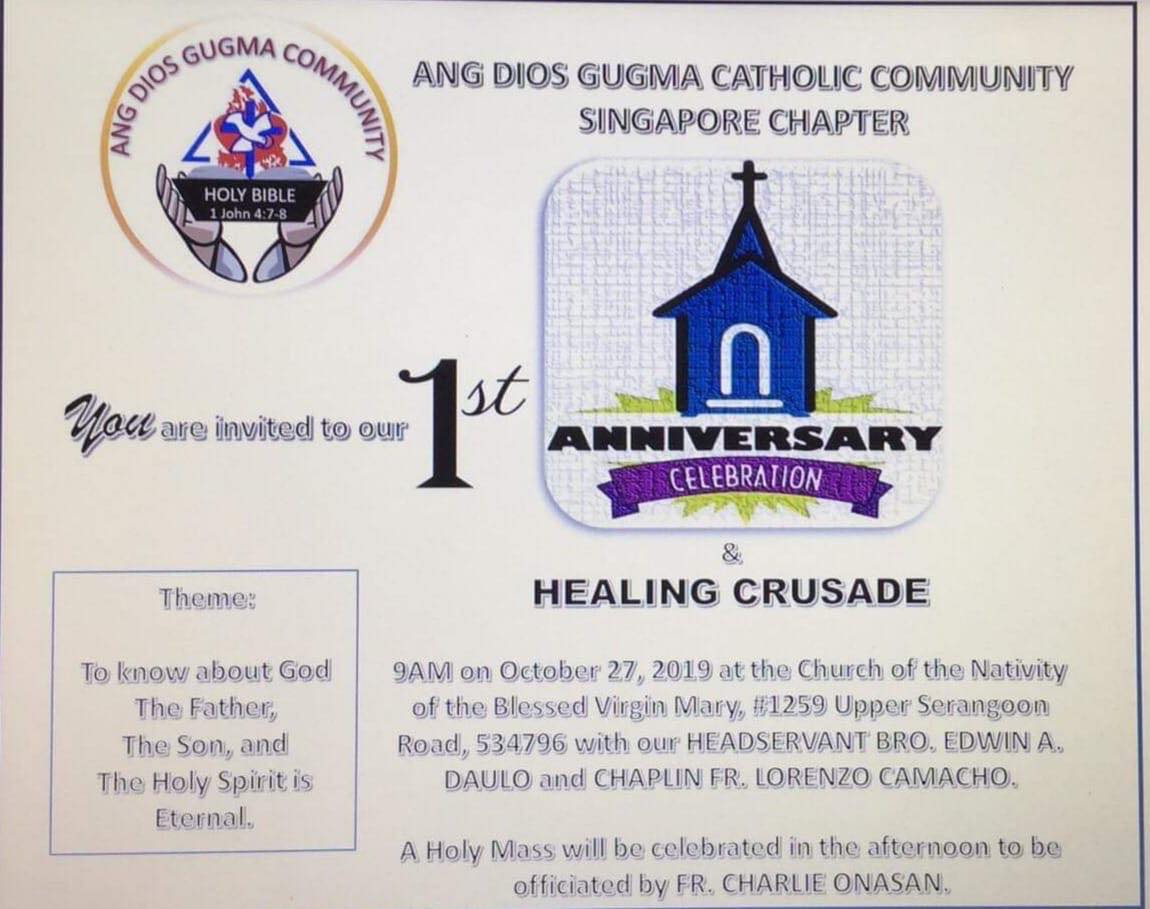 ANG DIOS GUGMA COMMUNITY
HOLY BIBLE
1 John 4:7-8
ANG DIOS GUGMA CATHOLIC COMMUNITY
SINGAPORE CHAPTER
You are invited to our 1st
ANNIVERSARY
CELEBRATION
&
HEALING CRUSADE
Theme:
To know about God
The Father,
The Son, and
The Holy Spirit is
Eternal.
9AM on October 27, 2019 at the Church of the Nativity
of the Blessed Virgin Mary, #1259 Upper Serangoon
Road, 534796 with our HEADSERVANT BRO. EDWIN A.
DAULO and CHAPLIN FR. LORENZO CAMACHO.
A Holy Mass will be celebrated in the afternoon to be
officiated by FR. CHARLIE ONASAN.